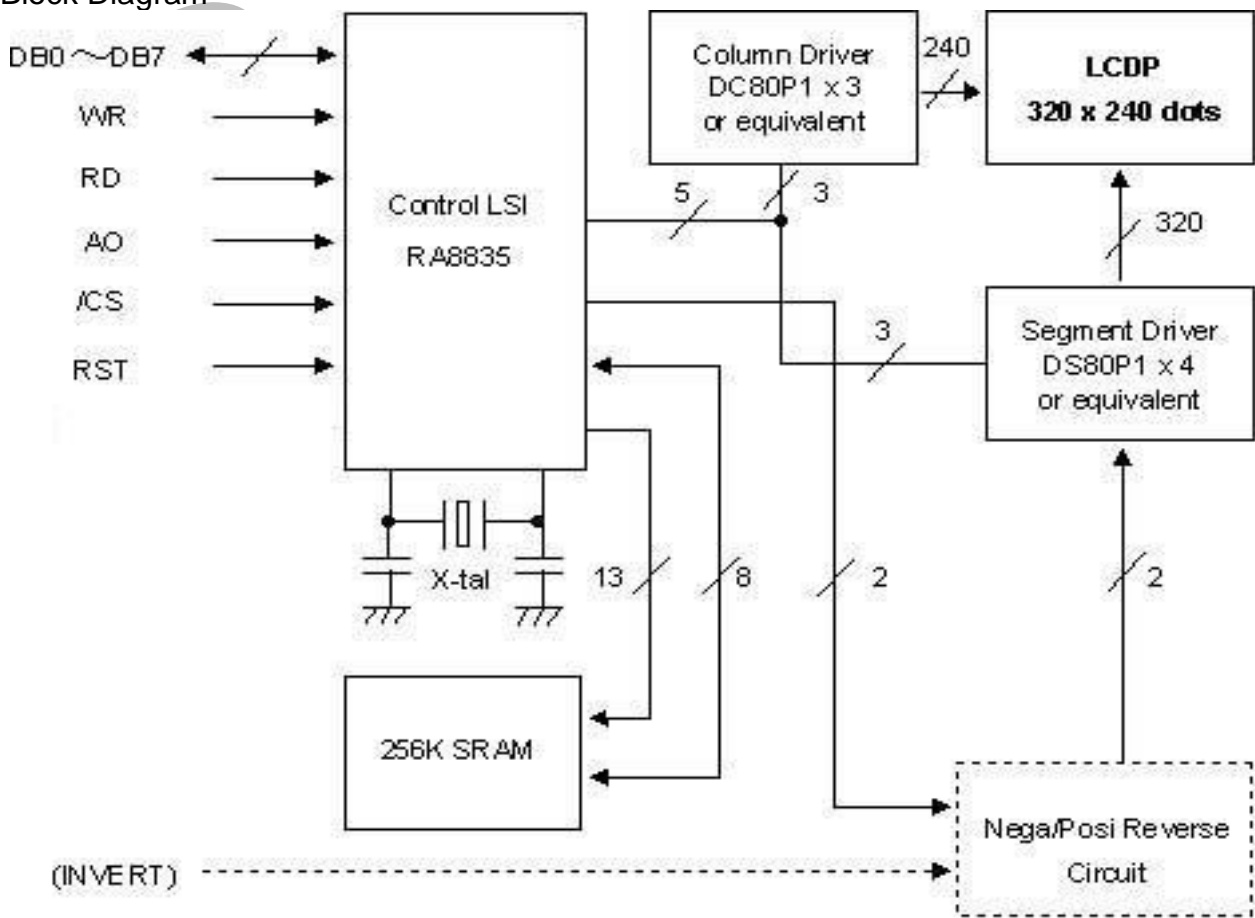 Block Diagram
DB0～DB7
WR
RD
AO
/CS
RST
Control LSI
RA8835
Column Driver
DC80P1 x 3
or equivalent
240
LCDP
320 x 240 dots
5
3
320
3
Segment Driver
DS80P1 x 4
or equivalent
X-tal
13
8
2
2
256K SRAM
Nega/Posi Reverse
Circuit
(INVERT)